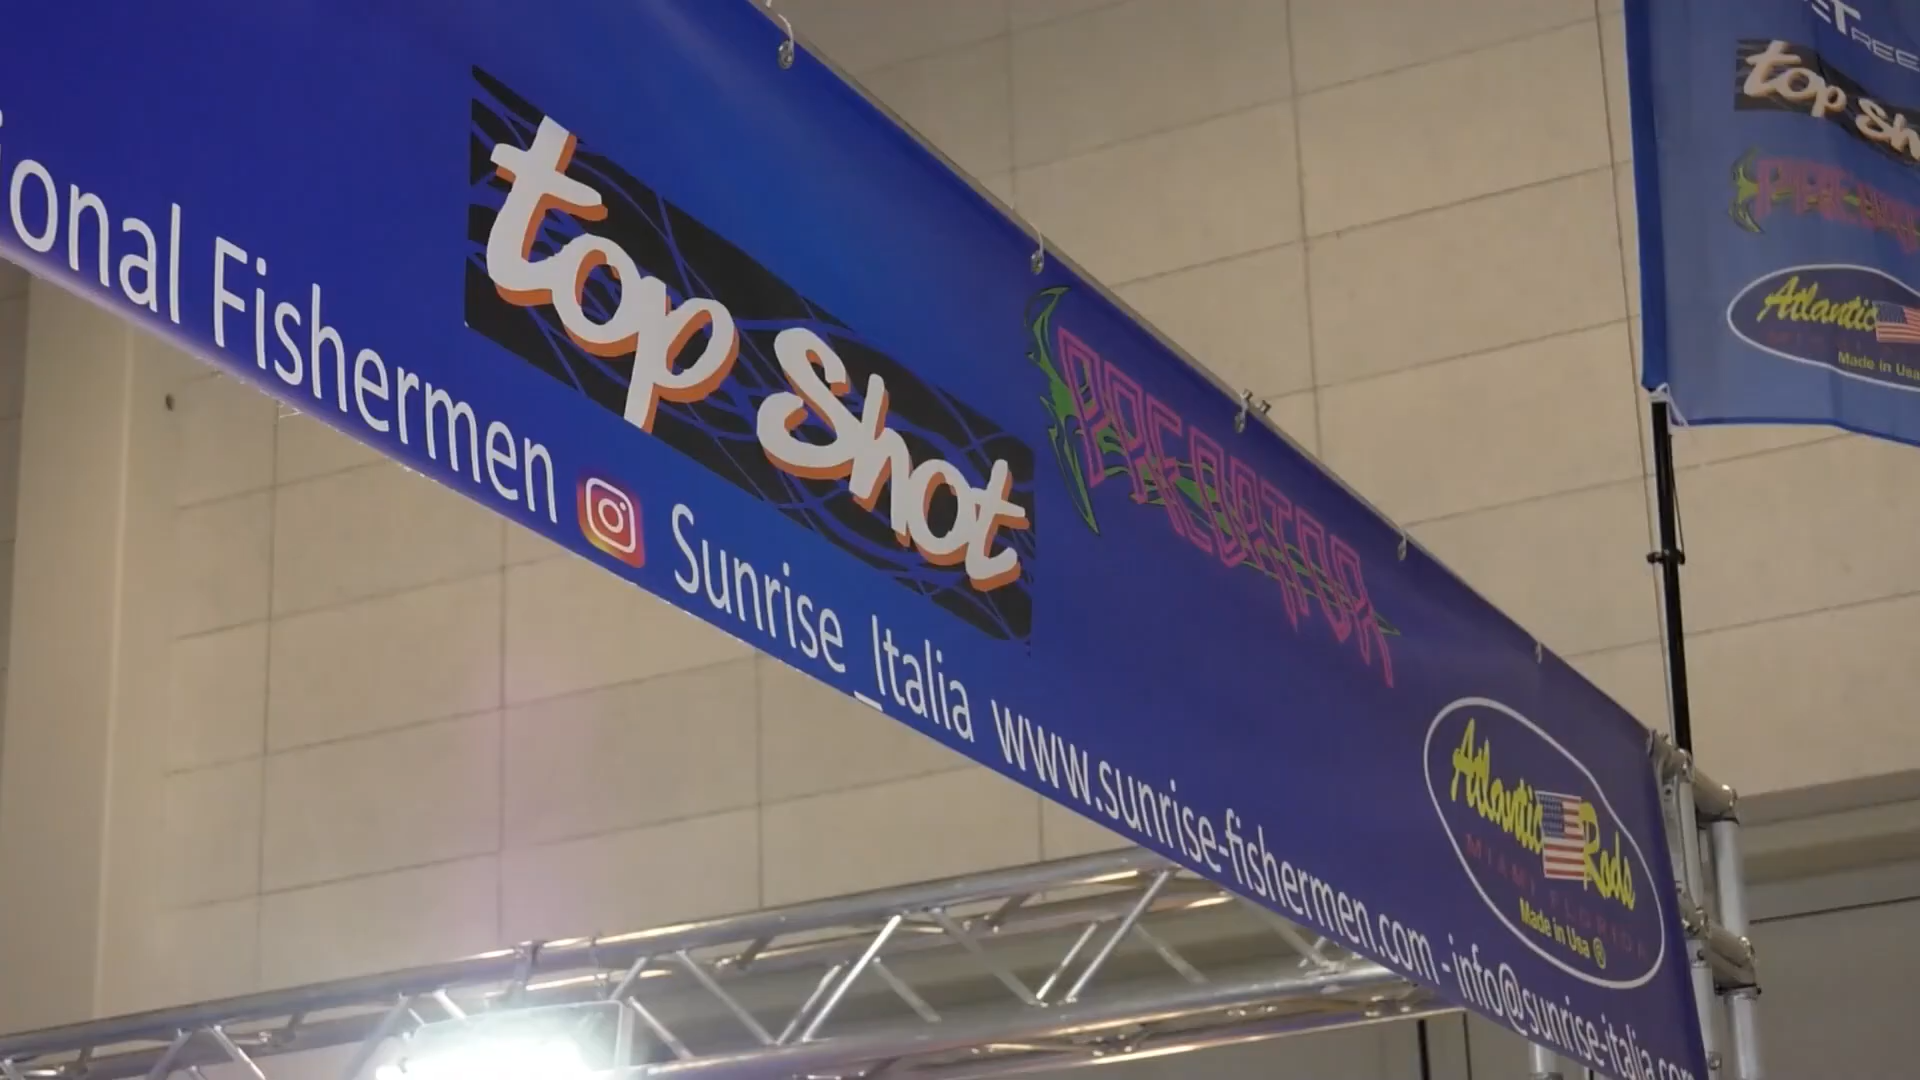 top Shot
PREDATOR
Atlantic Rods
MIAMI FLORIDA
Made in Usa ®
ional Fishermen Sunrise_Italia www.sunrise-fishermen.com - info@sunrise-italia.com
top Sh
Atlantic
Made in Usa